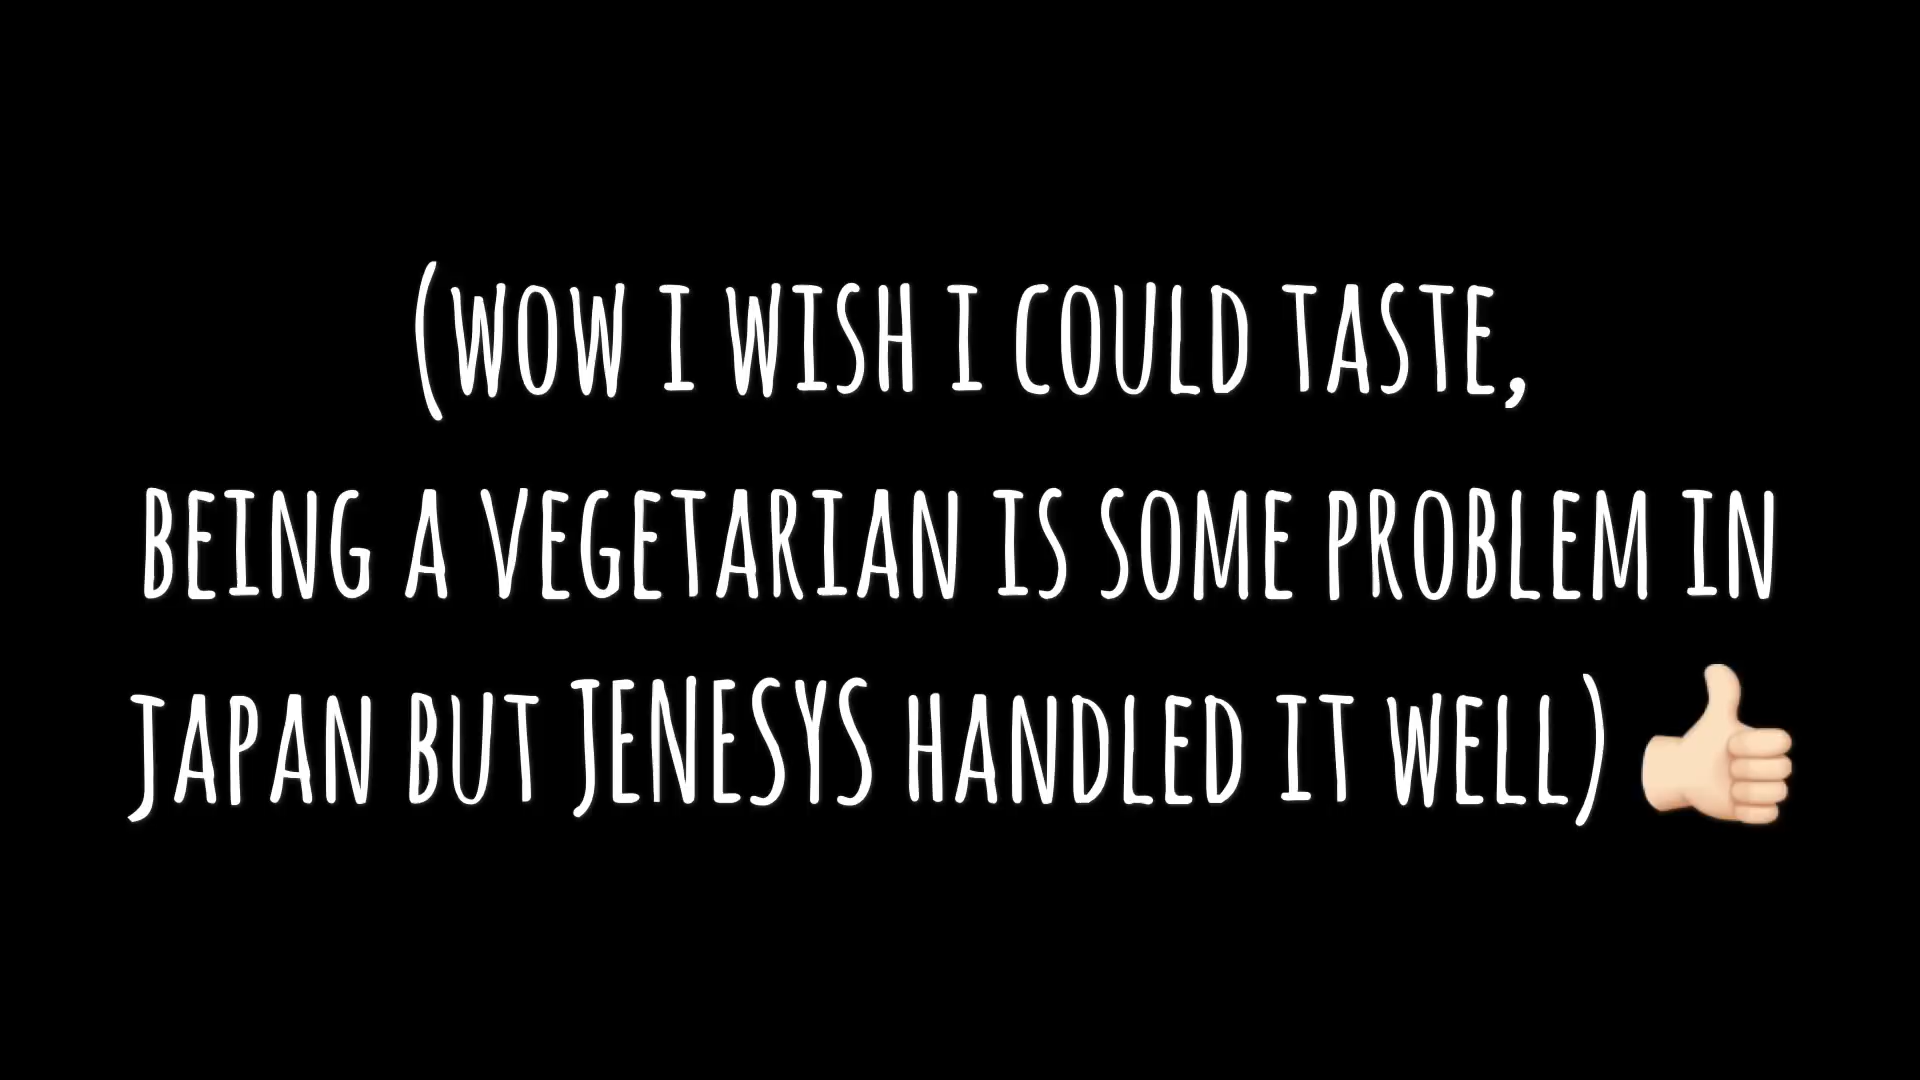 (wow i wish i could taste,
being a vegetarian is some problem in
japan but JENESYS handled it well)👍🏻